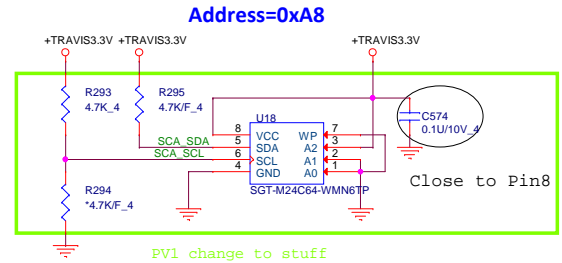 Address=0xA8
+TRAVIS3.3V +TRAVIS3.3V +TRAVIS3.3V
R293
4.7K_4
R295
4.7K/F_4
U18
8 VCC WP 7
SCA_SDA 5 SDA A2 3
SCA_SCL 6 SCL A1 2
4 GND A0 1
SGT-M24C64-WMN6TP
C574
0.1U/10V_4
Close to Pin8
R294
*4.7K/F_4
PV1 change to stuff